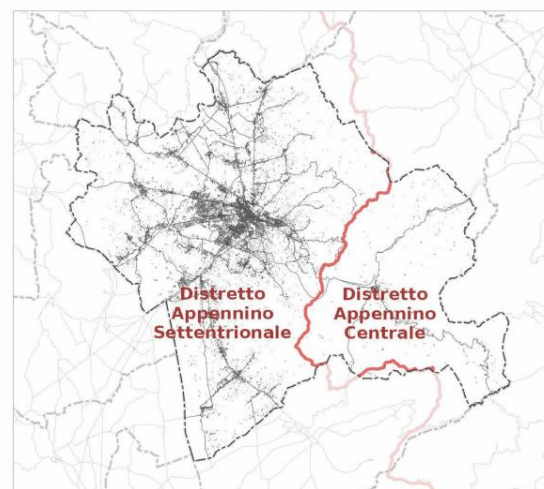 Distretto
Appennino
Settentrionale
Distretto
Appennino
Centrale